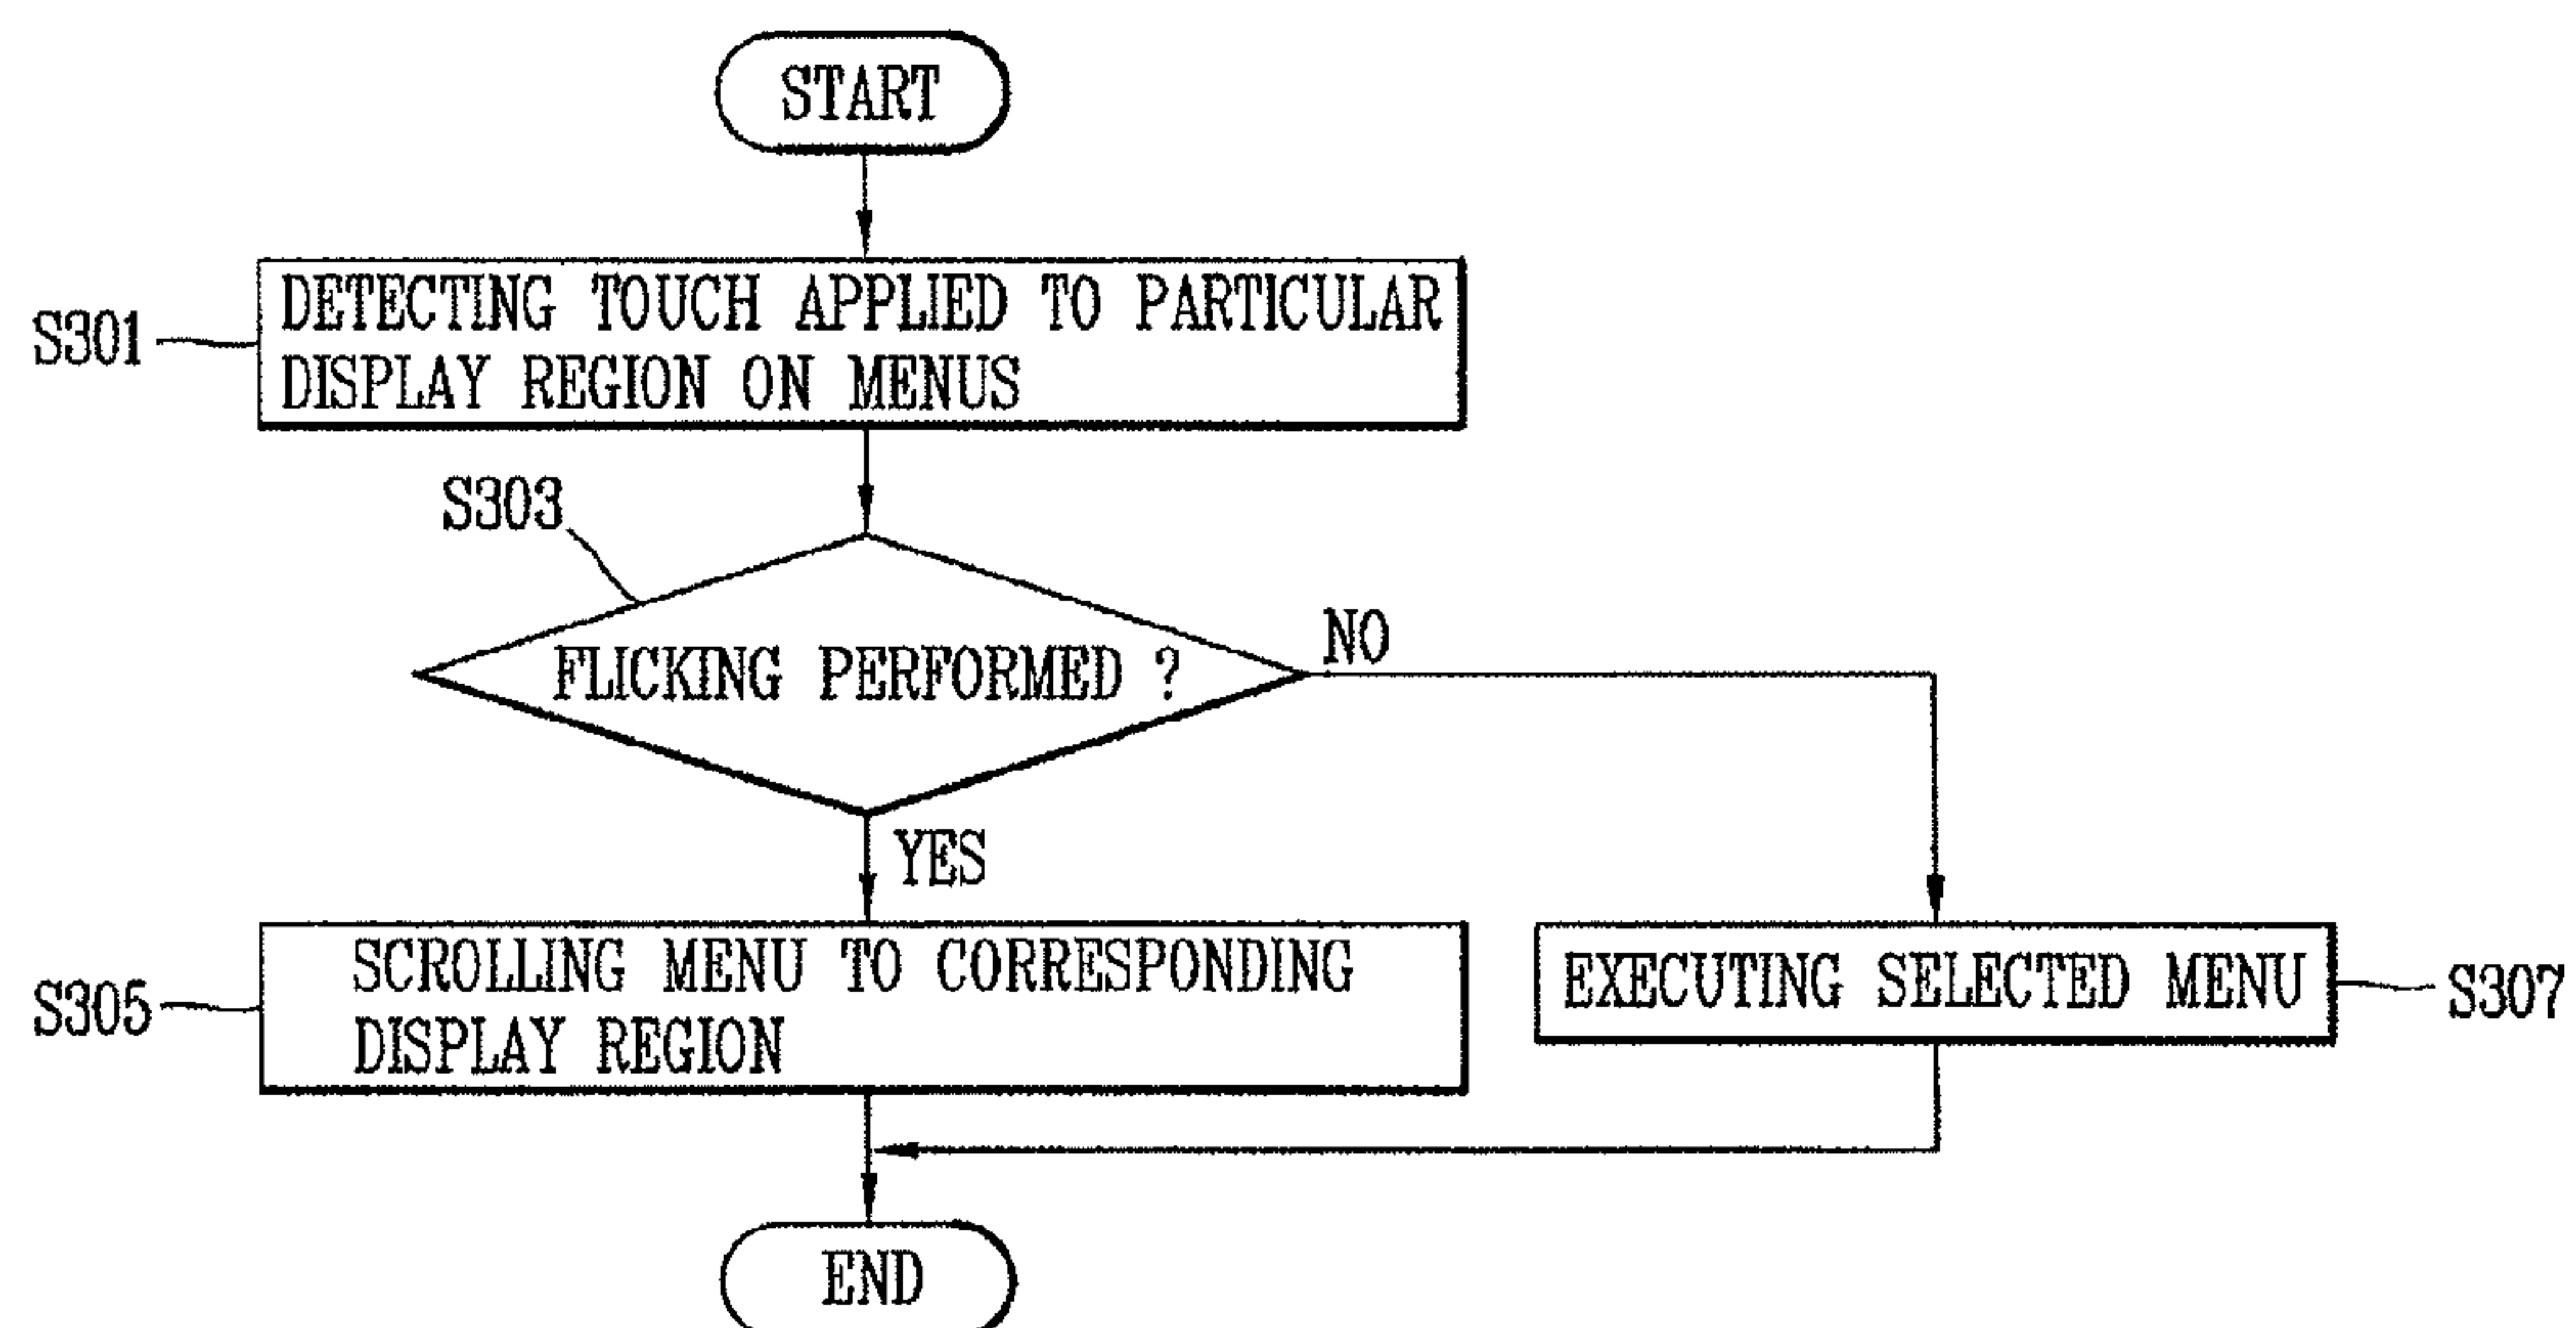 START
S301
DETECTING TOUCH APPLIED TO PARTICULAR
DISPLAY REGION ON MENUS
S303
FLICKING PERFORMED ?
NO
YES
S305
SCROLLING MENU TO CORRESPONDING
DISPLAY REGION
EXECUTING SELECTED MENU
S307
END